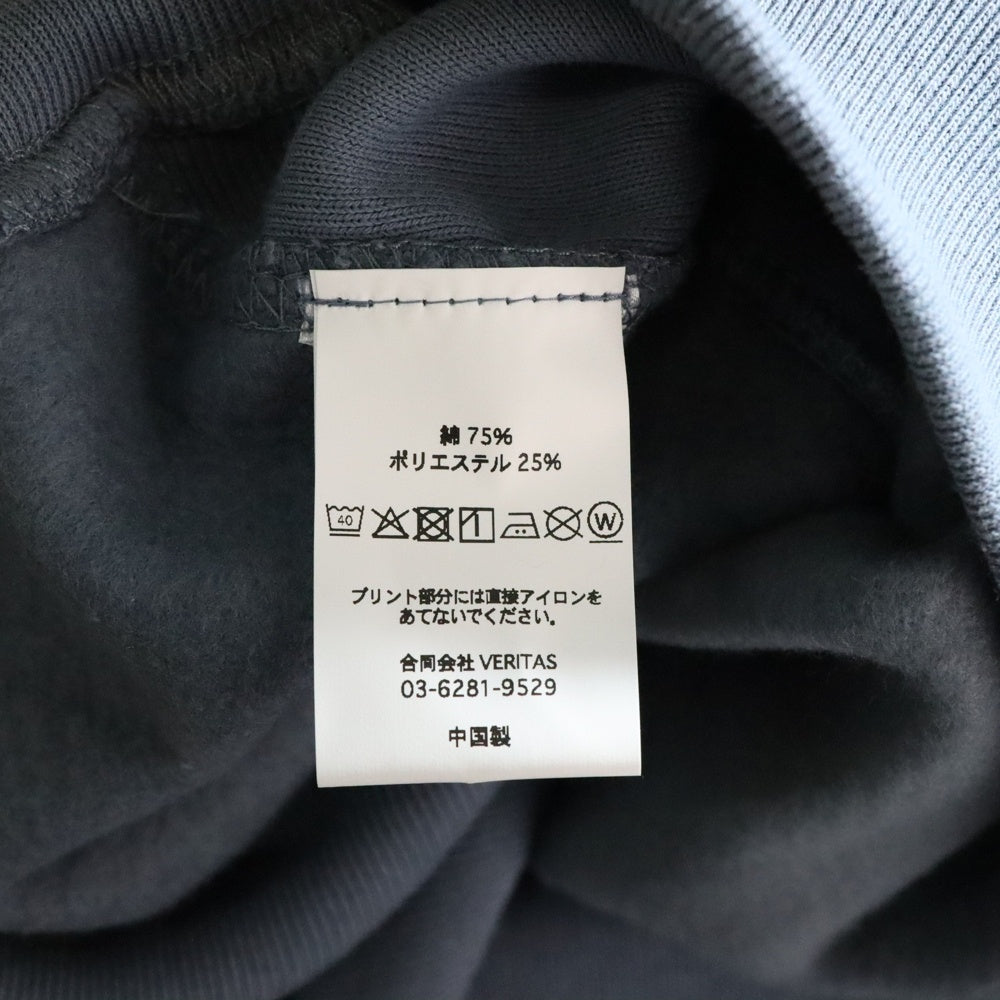 綿 75%
ポリエステル 25%
40 W
プリント部分には直接アイロンを
あてないでください。
合同会社 VERITAS
03-6281-9529
中国製